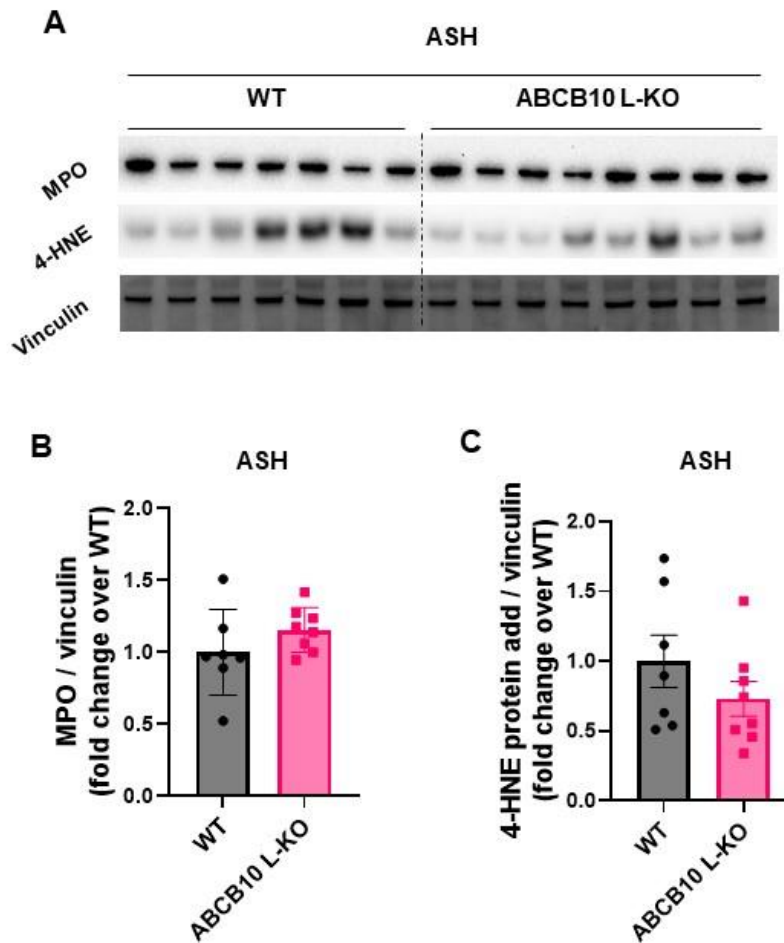 A
ASH
WT ABCB10 L-KO
MPO
4-HNE
Vinculin
B
ASH
MPO / vinculin
(fold change over WT)
2.0
1.5
1.0
0.5
0.0
WT
ABCB10 L-KO
C
ASH
4-HNE protein add / vinculin
(fold change over WT)
2.0
1.5
1.0
0.5
0.0
WT
ABCB10 L-KO